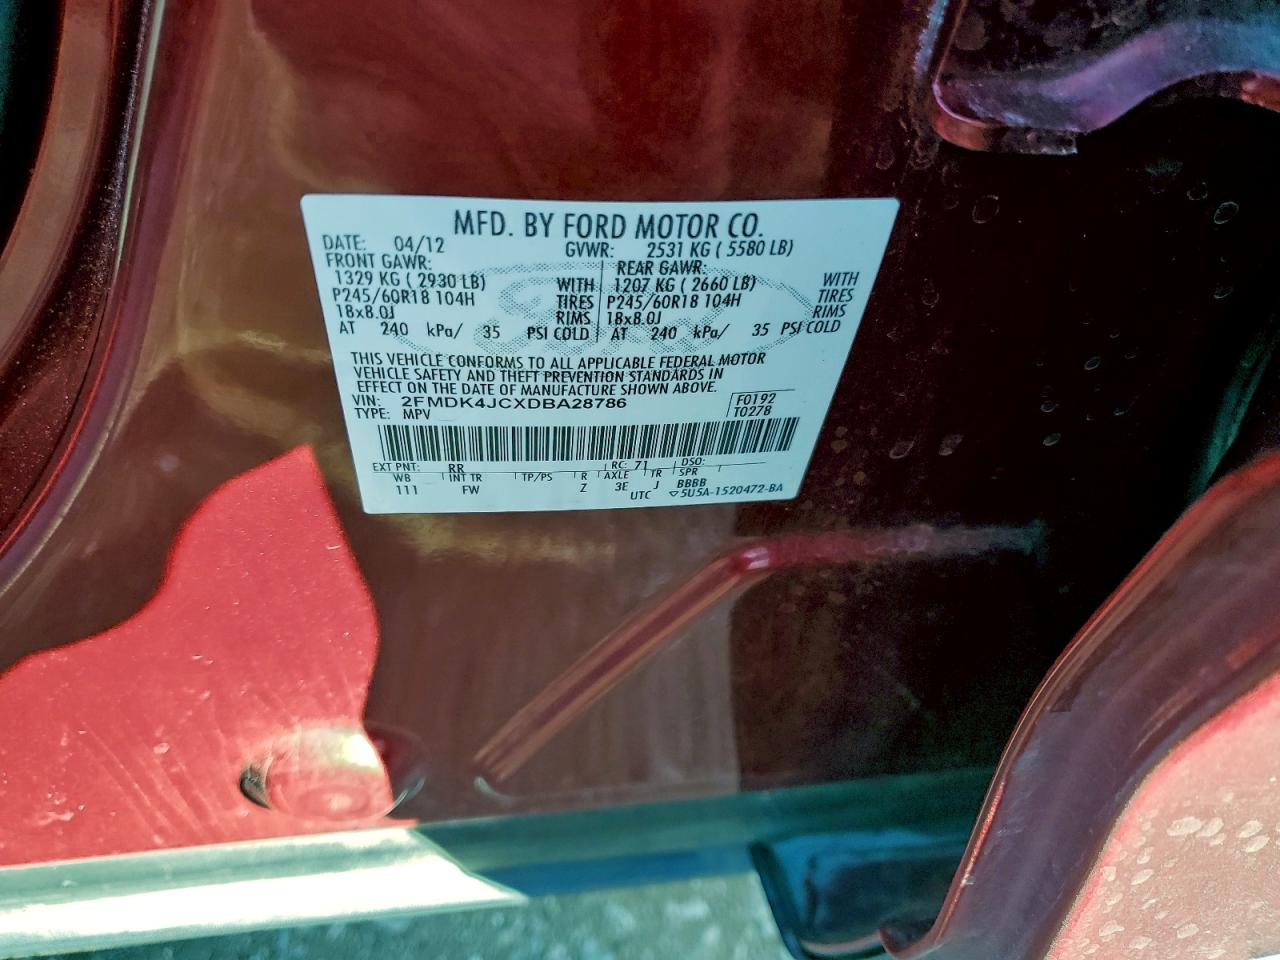 MFD. BY FORD MOTOR CO.
DATE: 04/12 GVWR: 2531 KG ( 5580 LB)
FRONT GAWR: REAR GAWR:
1329 KG ( 2930 LB) WITH 1207 KG ( 2660 LB) WITH
P245/60R18 104H TIRES P245/60R18 104H TIRES
18x8.0J RIMS 18x8.0J RIMS
AT 240 kPa/ 35 PSI COLD AT 240 kPa/ 35 PSI COLD
THIS VEHICLE CONFORMS TO ALL APPLICABLE FEDERAL MOTOR
VEHICLE SAFETY AND THEFT PREVENTION STANDARDS IN
EFFECT ON THE DATE OF MANUFACTURE SHOWN ABOVE.
VIN: 2FMDK4JCXDBA28786 F0192
TYPE: MPV T0278
EXT PNT: RR RC: 71 DSO:
WB INT TR TP/PS R AXLE TR SPR
111 FW Z 3E J BBBB
UTC ▽5U5A-1520472-BA